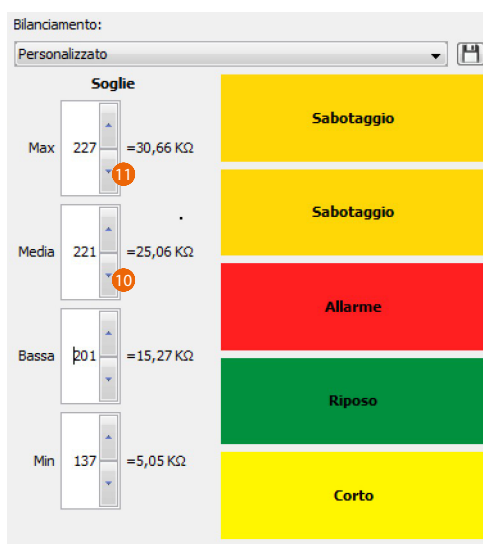 Bilanciamento:
Personalizzato
Soglie
Max 227 =30,66 KΩ
11
Sabotaggio
Media 221 =25,06 KΩ
10
Sabotaggio
Allarme
Bassa 201 =15,27 KΩ
Riposo
Min 137 =5,05 KΩ
Corto